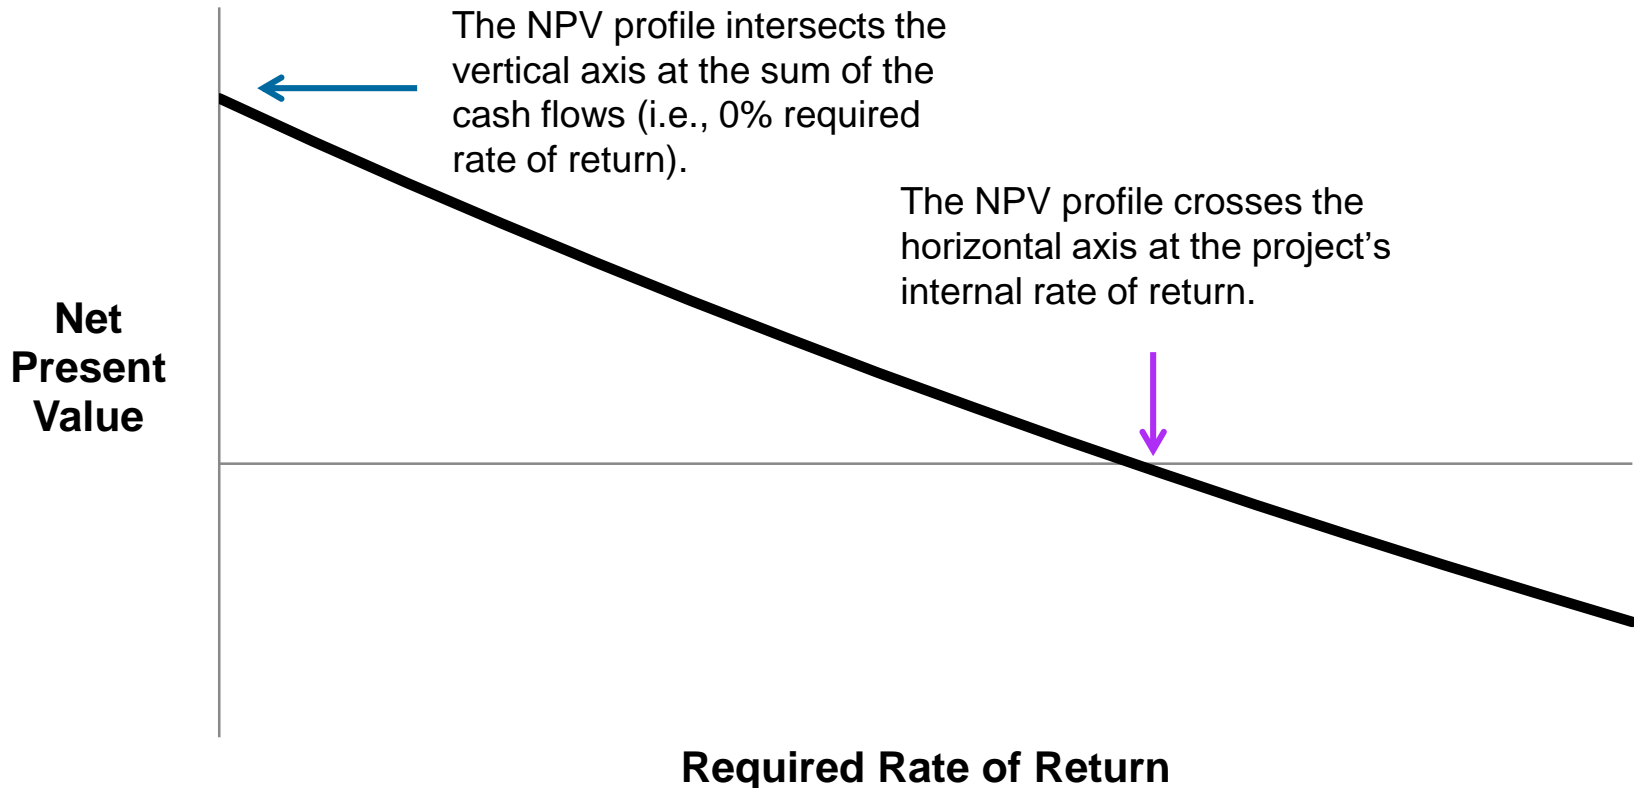 The NPV profile intersects the
vertical axis at the sum of the
cash flows (i.e., 0% required
rate of return).
The NPV profile crosses the
horizontal axis at the project’s
internal rate of return.
Net
Present
Value
Required Rate of Return